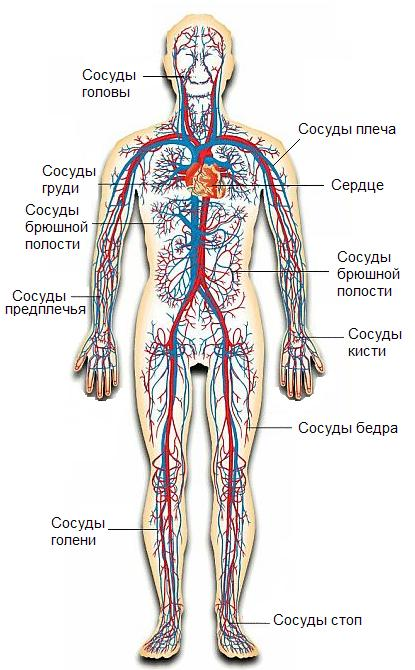 Сосуды
головы
Сосуды плеча
Сосуды
груди
Сердце
Сосуды
брюшной
полости
Сосуды
брюшной
полости
Сосуды
предплечья
Сосуды
кисти
Сосуды бедра
Сосуды
голени
Сосуды стоп